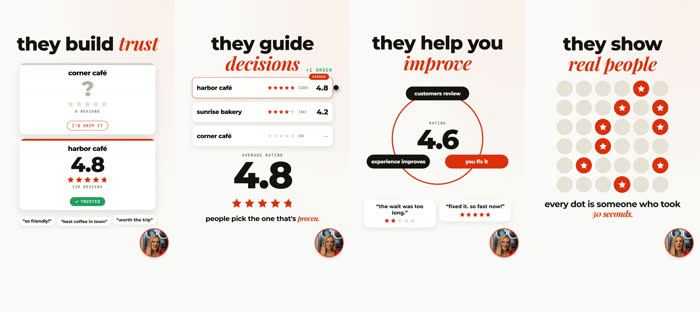 they build trust
corner café
?
0 REVIEWS
I'D SKIP IT
harbor café
4.8
128 REVIEWS
✓ TRUSTED
"so friendly!"
"best coffee in town"
"worth the trip"
they guide
decisions
+1 ORDER
harbor café
(128)
4.8
sunrise bakery
4.2
corner café
(0)
—
AVERAGE RATING
4.8
people pick the one that's proven.
they help you
improve
customers review
RATING
4.6
experience improves
you fix it
"the wait was too
long."
"fixed it. so fast now!"
they show
real people
every dot is someone who took
30 seconds.